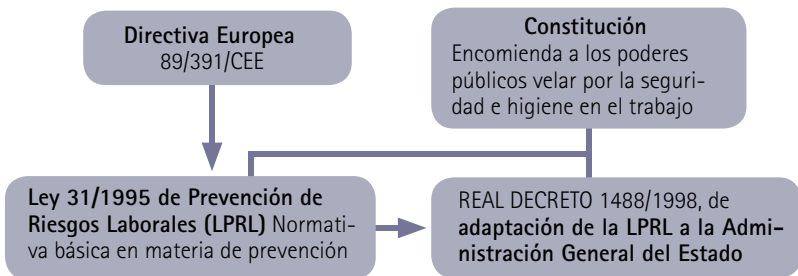 Directiva Europea
89/391/CEE
Constitución
Encomienda a los poderes
públicos velar por la seguri-
dad e higiene en el trabajo
Ley 31/1995 de Prevención de
Riesgos Laborales (LPRL) Normati-
va básica en materia de prevención
REAL DECRETO 1488/1998, de
adaptación de la LPRL a la Admi-
nistración General del Estado